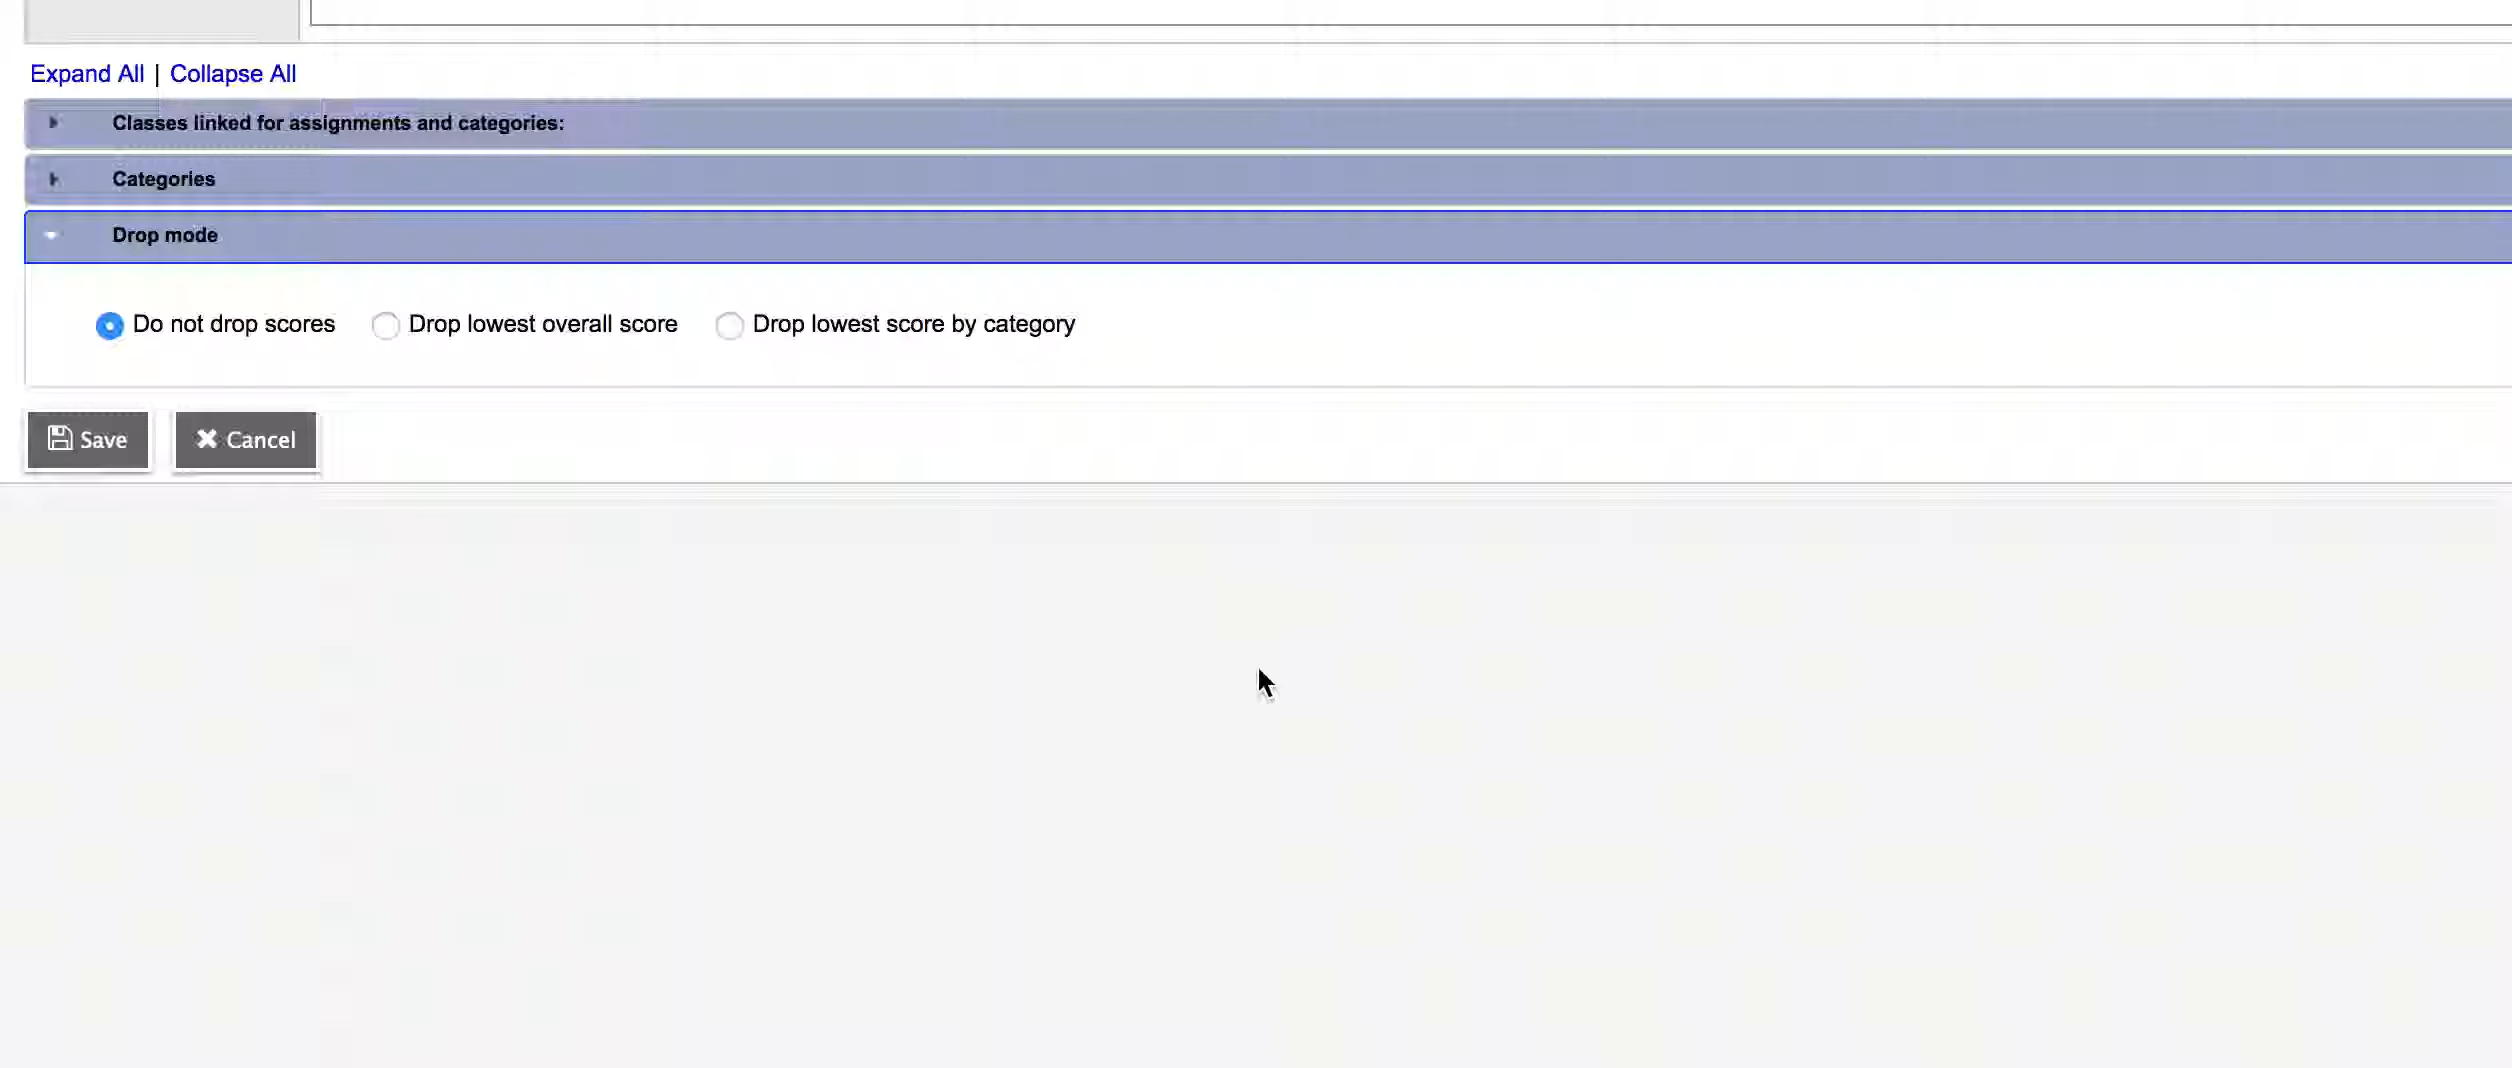 Expand All | Collapse All
Classes linked for assignments and categories:
Categories
Drop mode
Do not drop scores Drop lowest overall score Drop lowest score by category
Save Cancel